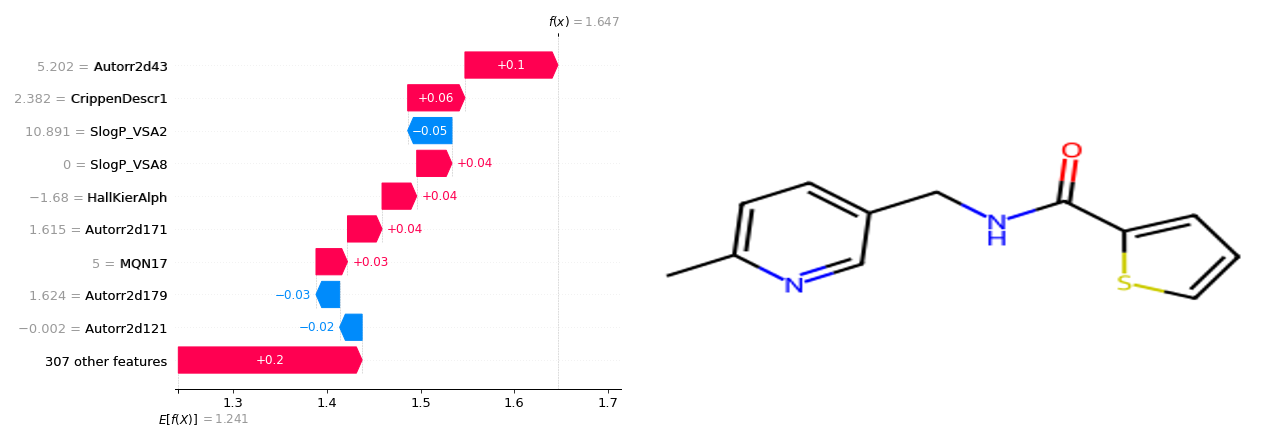 f(x) = 1.647
5.202 = Autorr2d43
+0.1
2.382 = CrippenDescr1
+0.06
10.891 = SlogP_VSA2
−0.05
0 = SlogP_VSA8
+0.04
−1.68 = HallKierAlph
+0.04
1.615 = Autorr2d171
+0.04
5 = MQN17
+0.03
1.624 = Autorr2d179
−0.03
−0.002 = Autorr2d121
−0.02
307 other features
+0.2
1.3 1.4 1.5 1.6 1.7
E[f(X)] = 1.241
O
N
H
N
S